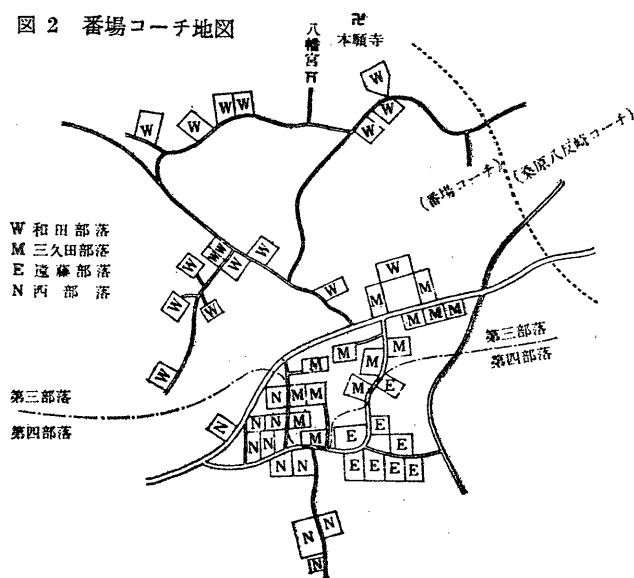 図 2 番場コーチ地図
八幡宮
卍
本願寺
W W W W
W
W W
(番場コーチ)
(桑原八反崎コーチ)
W 和田部落
M 三久田部落
E 遠藤部落
N 西部落
W W W W
W
W
W
W
W
W
M M
M M M
第三部落
第四部落
M M M
W
M E
第三部落
第四部落
N M M
N
N N M
N N M
E E
E
N N
E E E E
N N
N